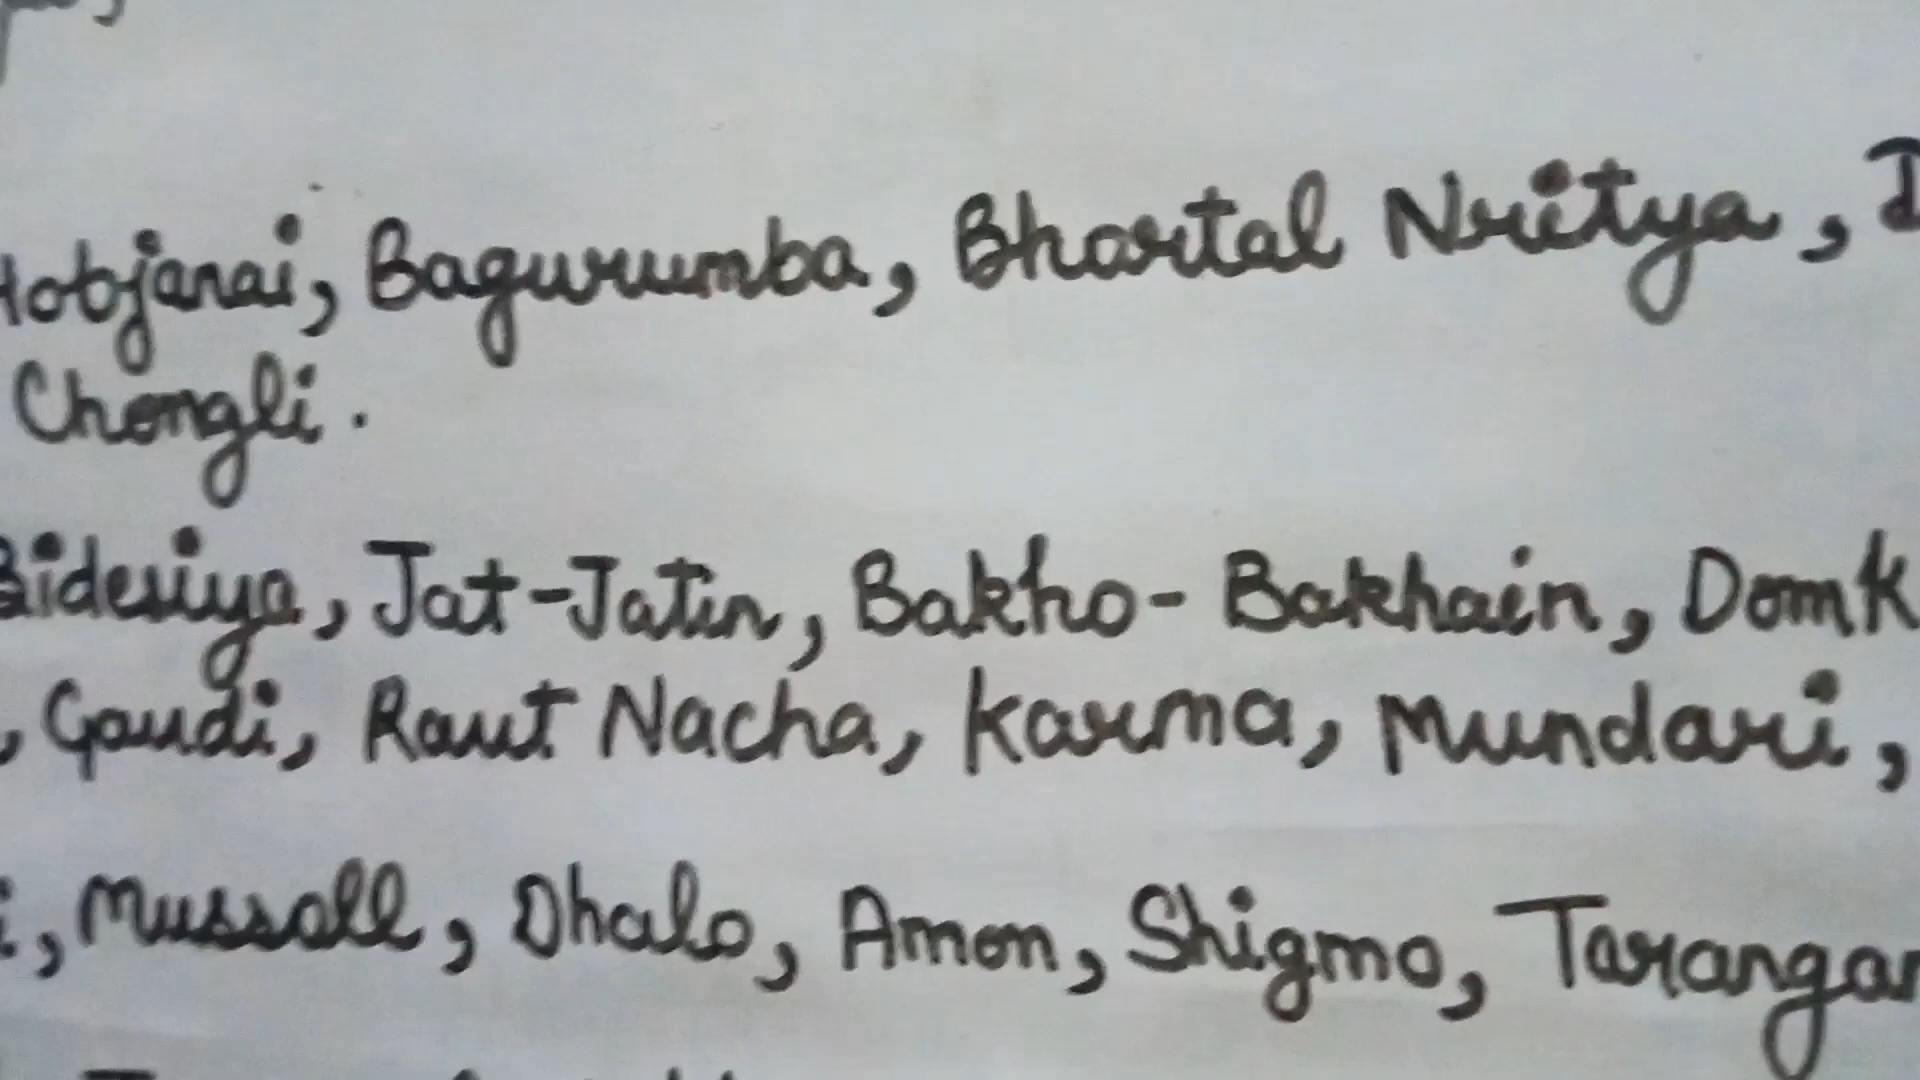 Hobjanai, Bagurumba, Bhortal Nritya,
Chongli.
Bidesiya, Jat-Jatin, Bakho- Bakhain, Domk
, Gaudi, Raut Nacha, Karma, Mundari,
i, Mussoll, Dhalo, Amon, Shigmo, Tarangar